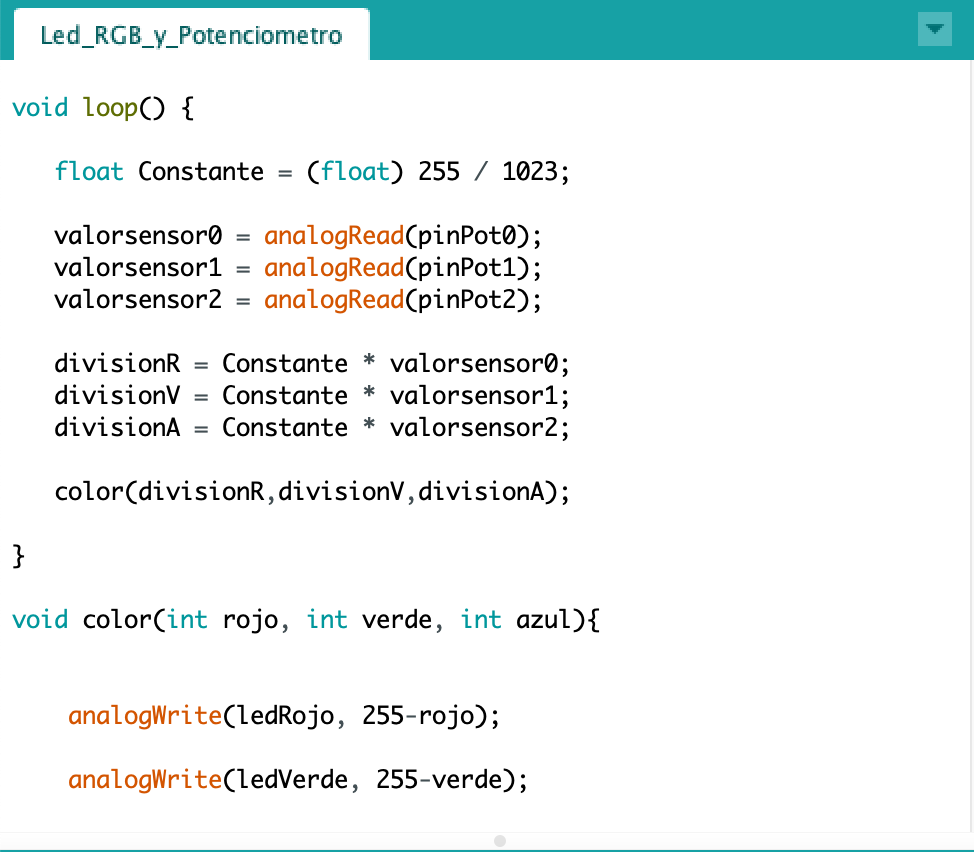 Led_RGB_y_Potenciometro
void loop() {
float Constante = (float) 255 / 1023;
valorsensor0 = analogRead(pinPot0);
valorsensor1 = analogRead(pinPot1);
valorsensor2 = analogRead(pinPot2);
divisionR = Constante * valorsensor0;
divisionV = Constante * valorsensor1;
divisionA = Constante * valorsensor2;
color(divisionR,divisionV,divisionA);
}
void color(int rojo, int verde, int azul){
analogWrite(ledRojo, 255-rojo);
analogWrite(ledVerde, 255-verde);